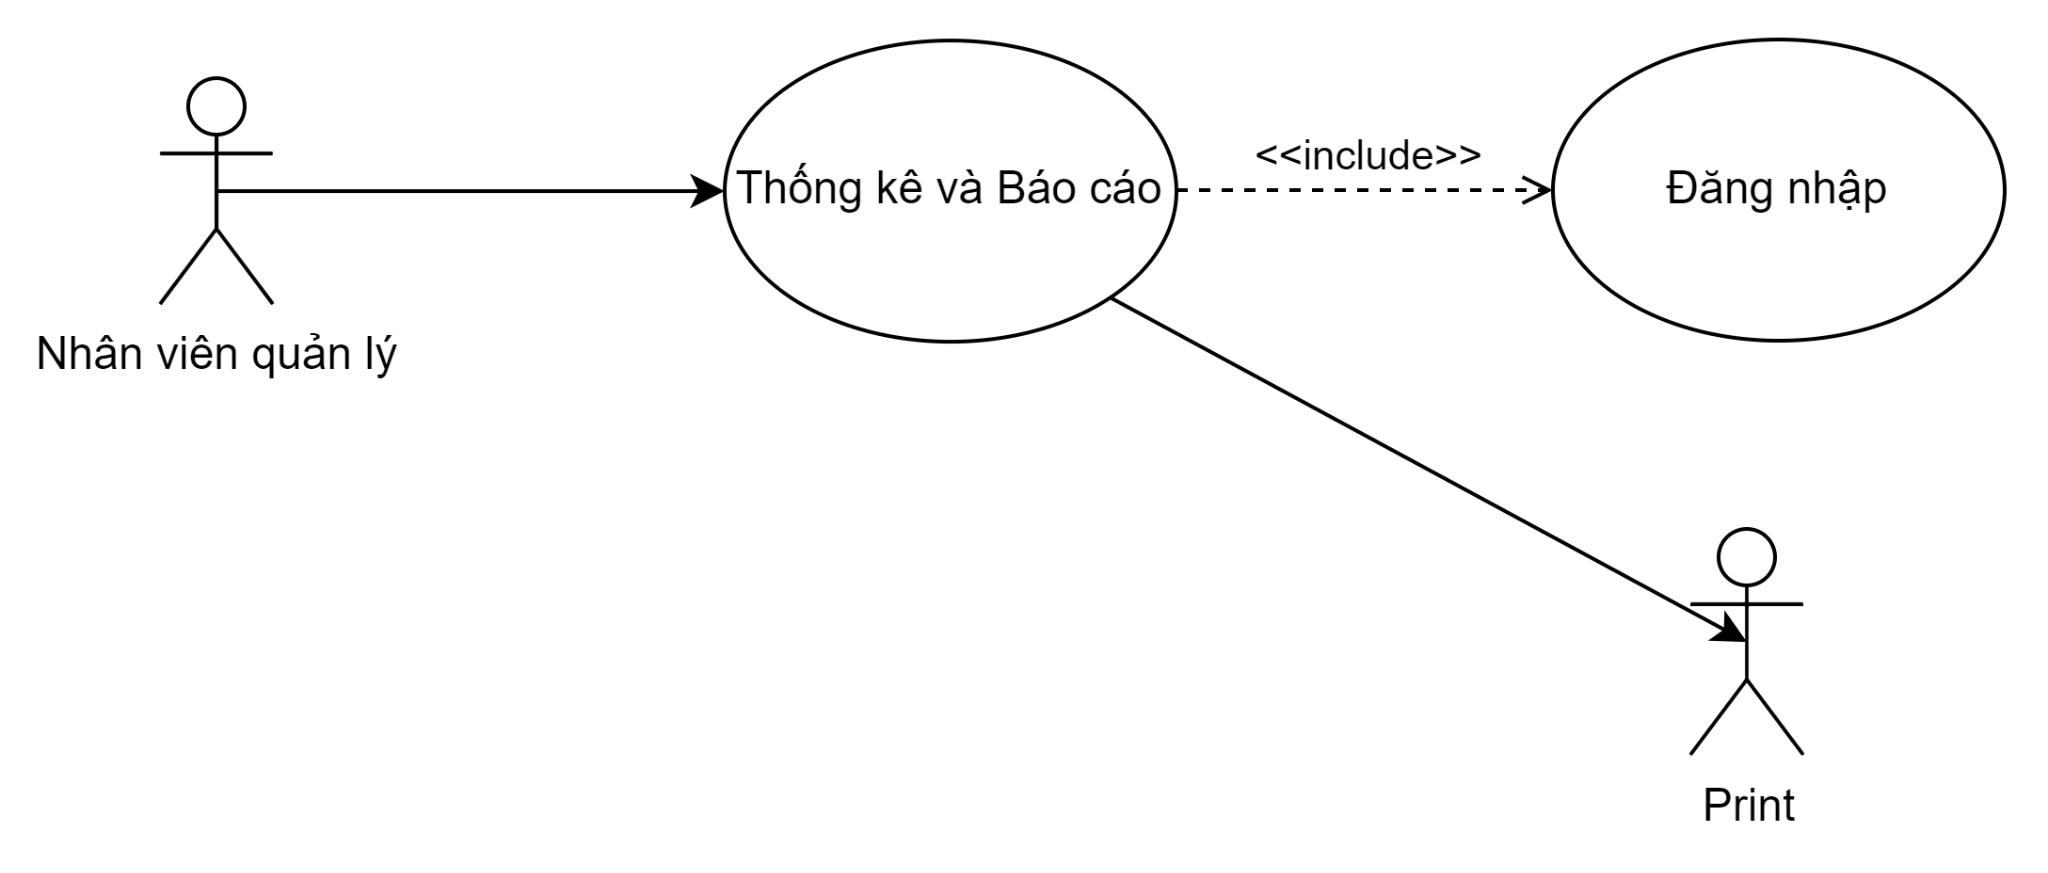 <<include>>
Thống kê và Báo cáo
Đăng nhập
Nhân viên quản lý
Print